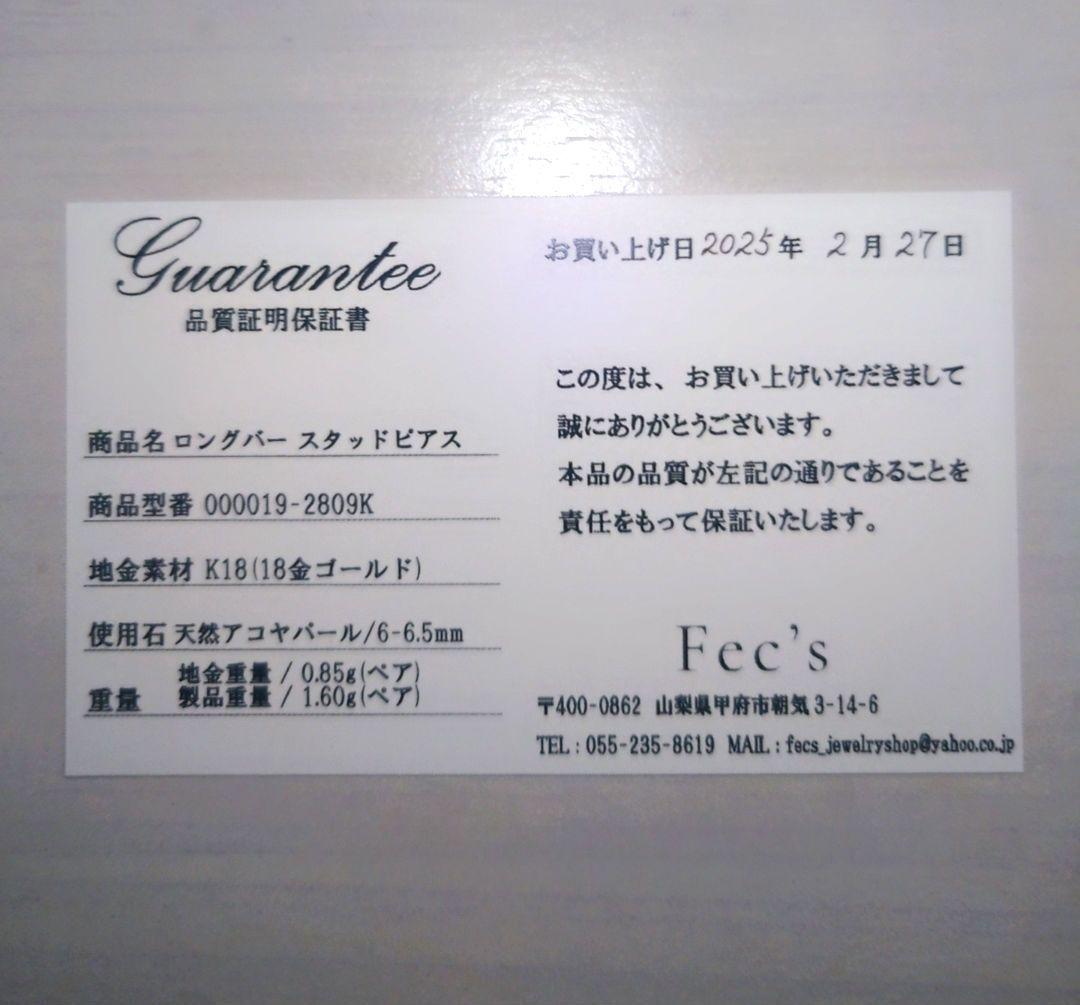 Guarantee
品質証明保証書
商品名 ロングバー スタッドピアス
商品型番 000019-2809K
地金素材 K18(18金ゴールド)
使用石 天然アコヤパール/6-6.5mm
重量 地金重量 / 0.85g(ペア)
製品重量 / 1.60g(ペア)
お買い上げ日 2025年 2月 27日
この度は、お買い上げいただきまして
誠にありがとうございます。
本品の品質が左記の通りであることを
責任をもって保証いたします。
Fec's
〒400-0862 山梨県甲府市朝気3-14-6
TEL : 055-235-8619 MAIL : fecs_jewelryshop@yahoo.co.jp